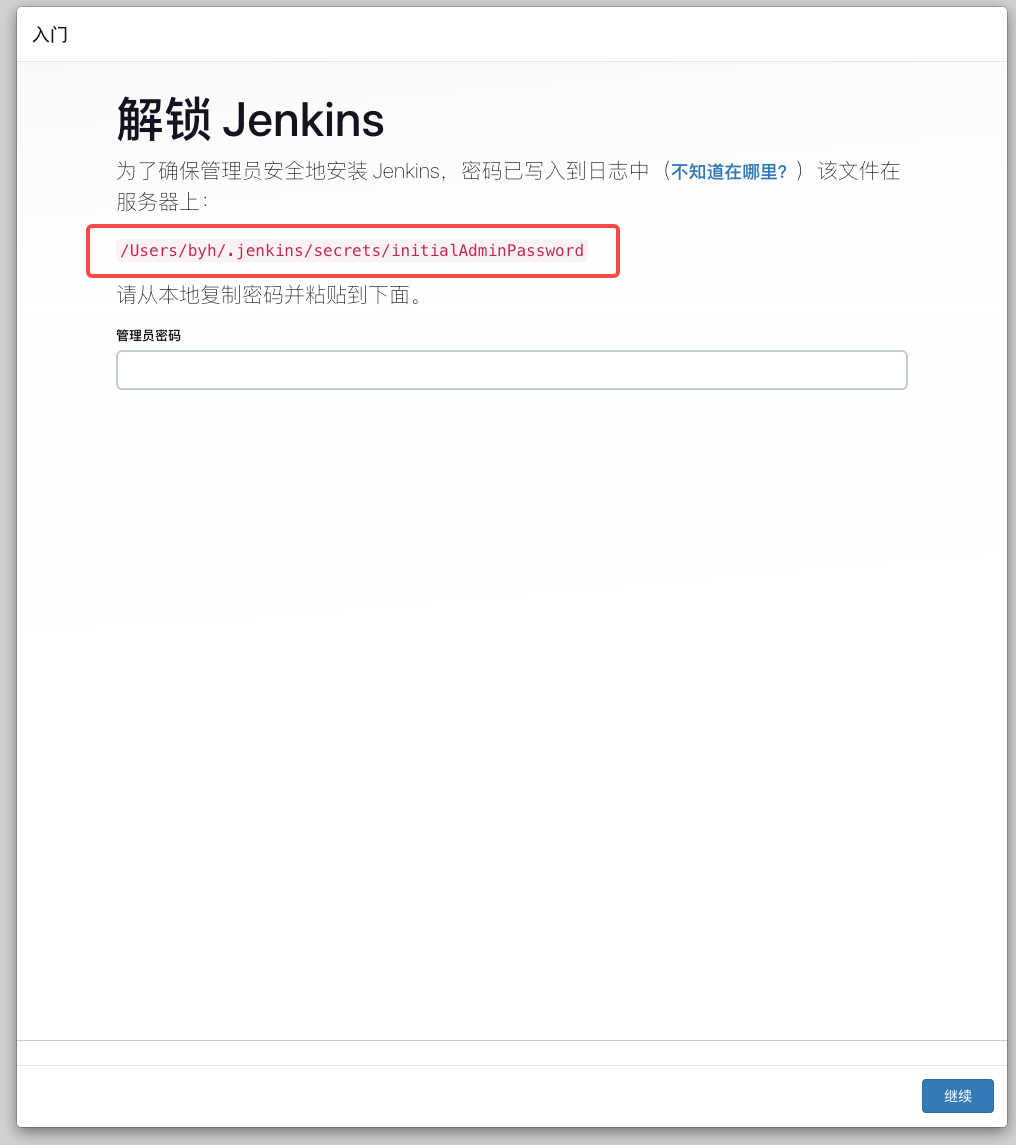 入门
解锁 Jenkins
为了确保管理员安全地安装 Jenkins，密码已写入到日志中（不知道在哪里？）该文件在
服务器上：
/Users/byh/.jenkins/secrets/initialAdminPassword
请从本地复制密码并粘贴到下面。
管理员密码
继续